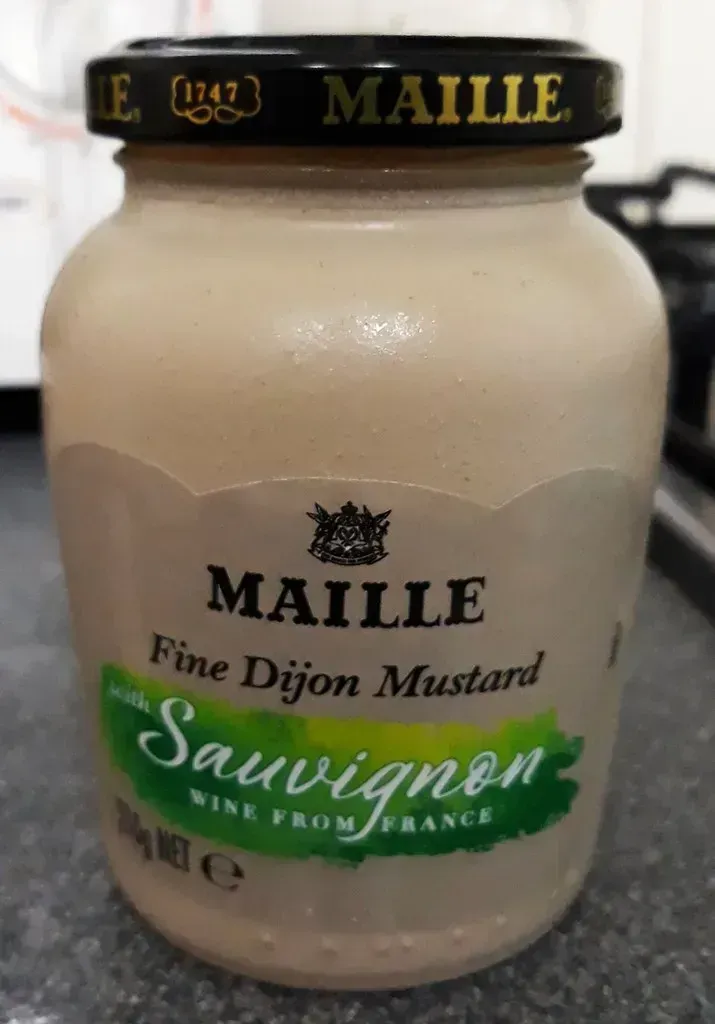 1747 MAILLE
MAILLE
Fine Dijon Mustard
with
Sauvignon
WINE FROM FRANCE
NET e